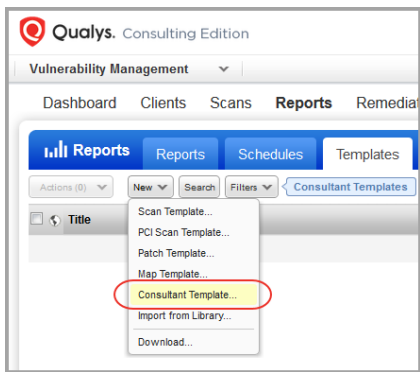 Qualys. Consulting Edition
Vulnerability Management
Dashboard Clients Scans Reports
Reports Reports Schedules Templates
Actions (0) New Search Filters Consultant Templates
Title
Scan Template...
PCI Scan Template...
Patch Template...
Map Template...
Consultant Template...
Import from Library...
Download...